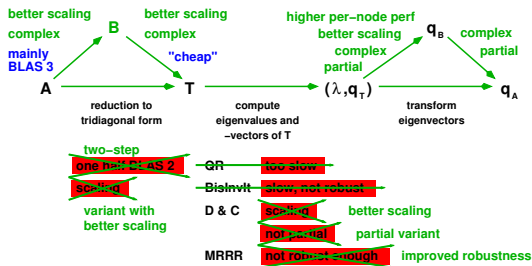 better scaling
complex
B
better scaling
complex
higher per-node perf
better scaling
complex
partial
qB
complex
partial
mainly
BLAS 3
"cheap"
A
T
(λ,qT)
qA
reduction to
tridiagonal form
compute
eigenvalues and
-vectors of T
transform
eigenvectors
two-step
one half BLAS 2
scaling
variant with
better scaling
QR
too slow
BisInvIt
slow, not robust
D & C
scaling
better scaling
not partial
partial variant
MRRR
not robust enough
improved robustness